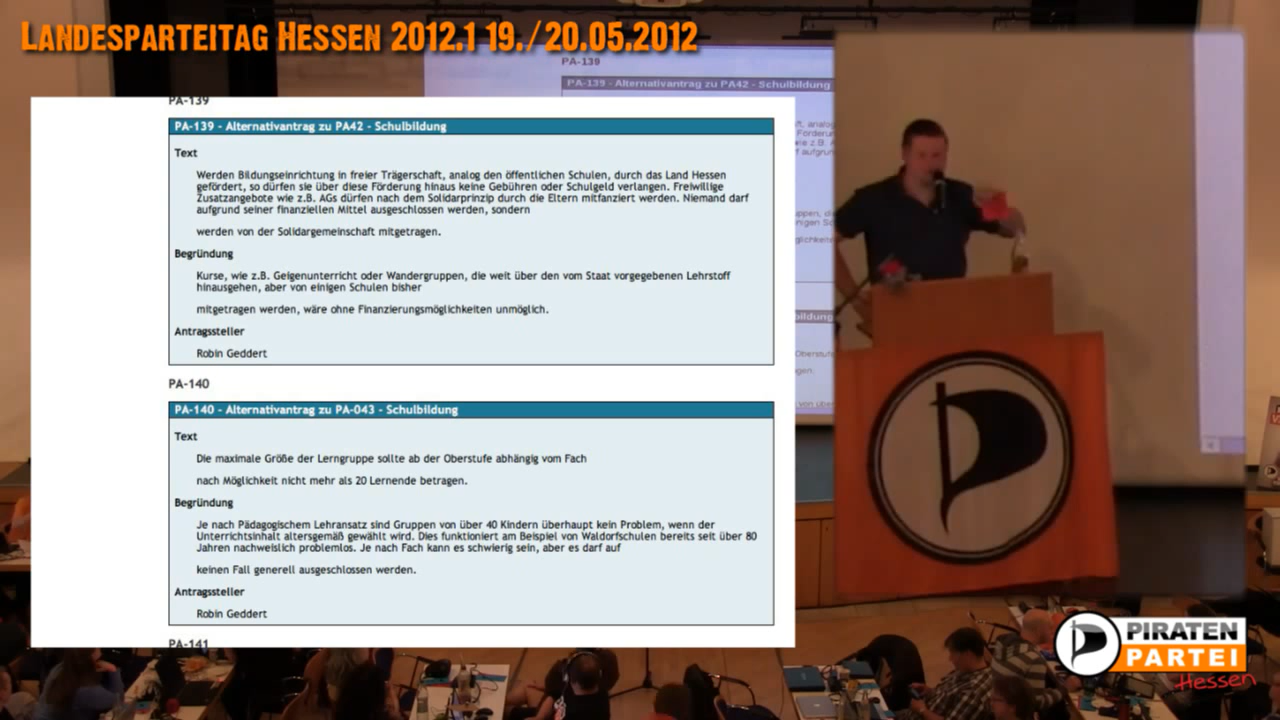 LANDESPARTEITAG HESSEN 2012.1 19./20.05.2012
PA-139
PA-139 - Alternativantrag zu PA42 - Schulbildung
PA-139
PA-139 - Alternativantrag zu PA42 - Schulbildung
Text
Werden Bildungseinrichtung in freier Trägerschaft, analog den öffentlichen Schulen, durch das Land Hessen
gefördert, so dürfen sie über diese Förderung hinaus keine Gebühren oder Schulgeld verlangen. Freiwillige
Zusatzangebote wie z.B. AGs dürfen nach dem Solidarprinzip durch die Eltern mitfanziert werden. Niemand darf
aufgrund seiner finanziellen Mittel ausgeschlossen werden, sondern
werden von der Solidargemeinschaft mitgetragen.
Begründung
Kurse, wie z.B. Geigenunterricht oder Wandergruppen, die weit über den vom Staat vorgegebenen Lehrstoff
hinausgehen, aber von einigen Schulen bisher
mitgetragen werden, wäre ohne Finanzierungsmöglichkeiten unmöglich.
Antragssteller
Robin Geddert
PA-140
PA-140 - Alternativantrag zu PA-043 - Schulbildung
Text
Die maximale Größe der Lerngruppe sollte ab der Oberstufe abhängig vom Fach
nach Möglichkeit nicht mehr als 20 Lernende betragen.
Begründung
Je nach Pädagogischem Lehransatz sind Gruppen von über 40 Kindern überhaupt kein Problem, wenn der
Unterrichtsinhalt altersgemäß gewählt wird. Dies funktioniert am Beispiel von Waldorfschulen bereits seit über 80
Jahren nachweislich problemlos. Je nach Fach kann es schwierig sein, aber es darf auf
keinen Fall generell ausgeschlossen werden.
Antragssteller
Robin Geddert
PA-141
PIRATEN
PARTEI
Hessen